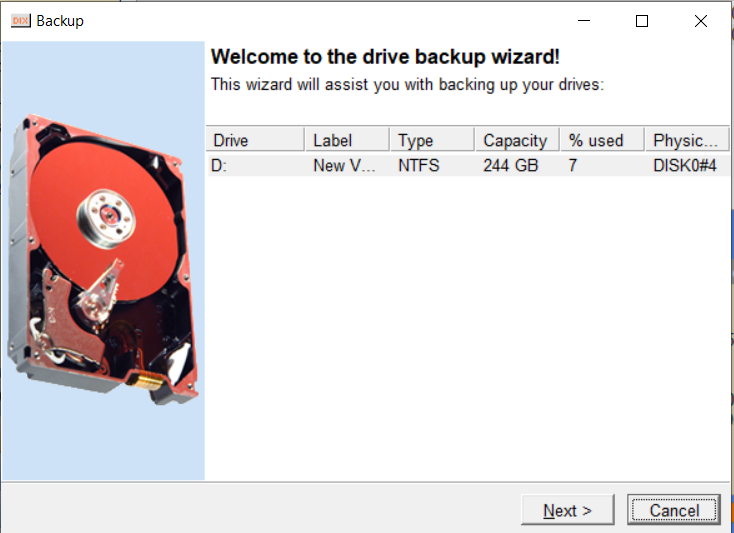 DIX Backup
Welcome to the drive backup wizard!
This wizard will assist you with backing up your drives:
Drive Label Type Capacity % used Physic...
D: New V... NTFS 244 GB 7 DISK0#4
Next > Cancel